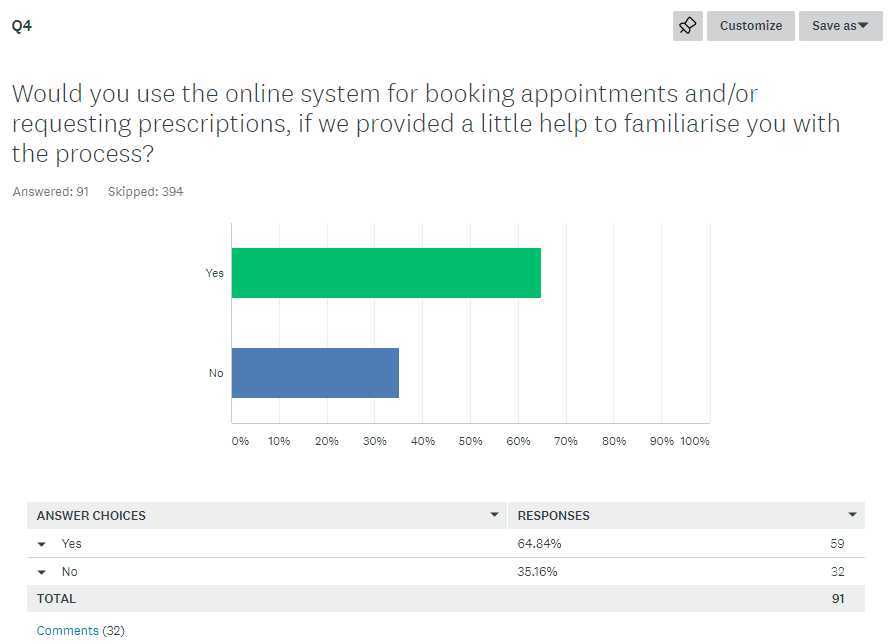 Q4
Customize
Save as
Would you use the online system for booking appointments and/or
requesting prescriptions, if we provided a little help to familiarise you with
the process?
Answered: 91 Skipped: 394
Yes
No
0% 10% 20% 30% 40% 50% 60% 70% 80% 90% 100%
ANSWER CHOICES RESPONSES
Yes 64.84% 59
No 35.16% 32
TOTAL 91
Comments (32)